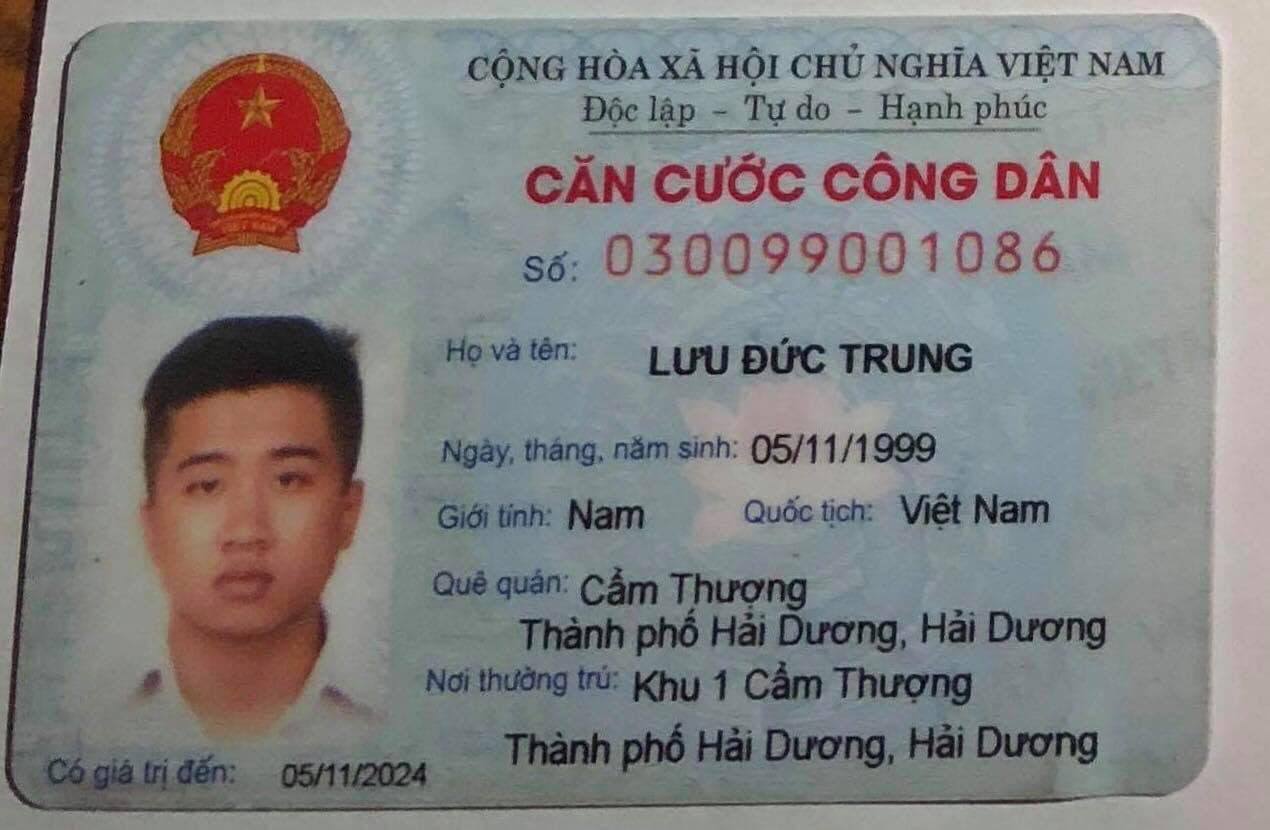 CỘNG HÒA XÃ HỘI CHỦ NGHĨA VIỆT NAM
Độc lập – Tự do – Hạnh phúc
CĂN CƯỚC CÔNG DÂN
Số: 030099001086
Họ và tên: LƯU ĐỨC TRUNG
Ngày, tháng, năm sinh: 05/11/1999
Giới tính: Nam Quốc tịch: Việt Nam
Quê quán: Cẩm Thượng
Thành phố Hải Dương, Hải Dương
Nơi thường trú: Khu 1 Cẩm Thượng
Thành phố Hải Dương, Hải Dương
Có giá trị đến: 05/11/2024